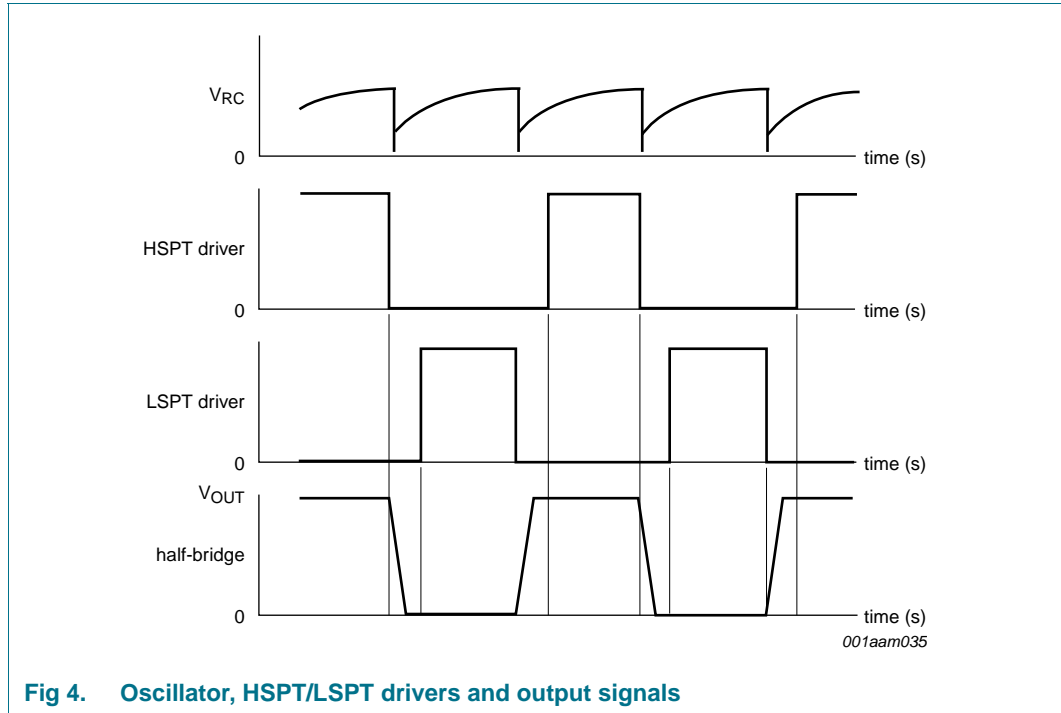 VRC
0
time (s)
HSPT driver
0
time (s)
LSPT driver
0
time (s)
VOUT
half-bridge
0
time (s)
001aam035
Fig 4. Oscillator, HSPT/LSPT drivers and output signals